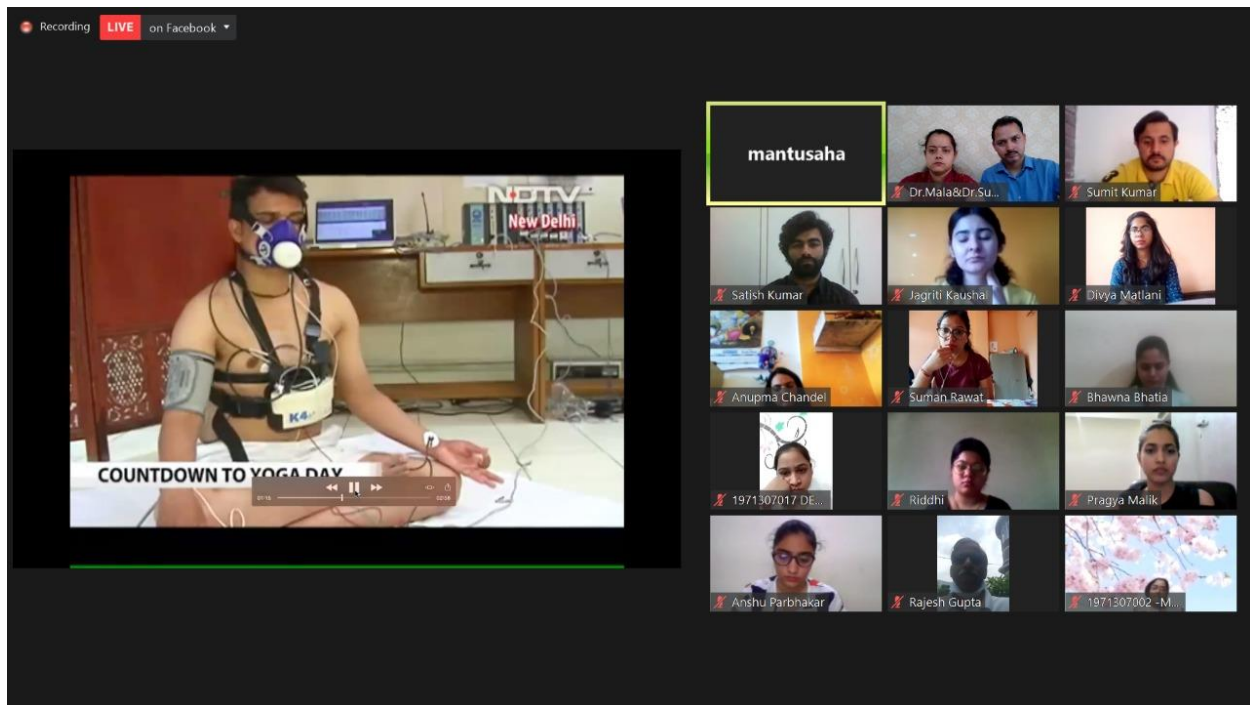 Recording LIVE on Facebook
NDTV
New Delhi
K4
COUNTDOWN TO YOGA DAY
mantusaha
Dr.Mala&Dr.Su...
Sumit Kumar
Satish Kumar
Jagriti Kaushal
Divya Matlani
Anupma Chandel
Suman Rawat
Bhawna Bhatia
1971307017 DE...
Riddhi
Pragya Malik
Anshu Parbhakar
Rajesh Gupta
1971307002 -M...